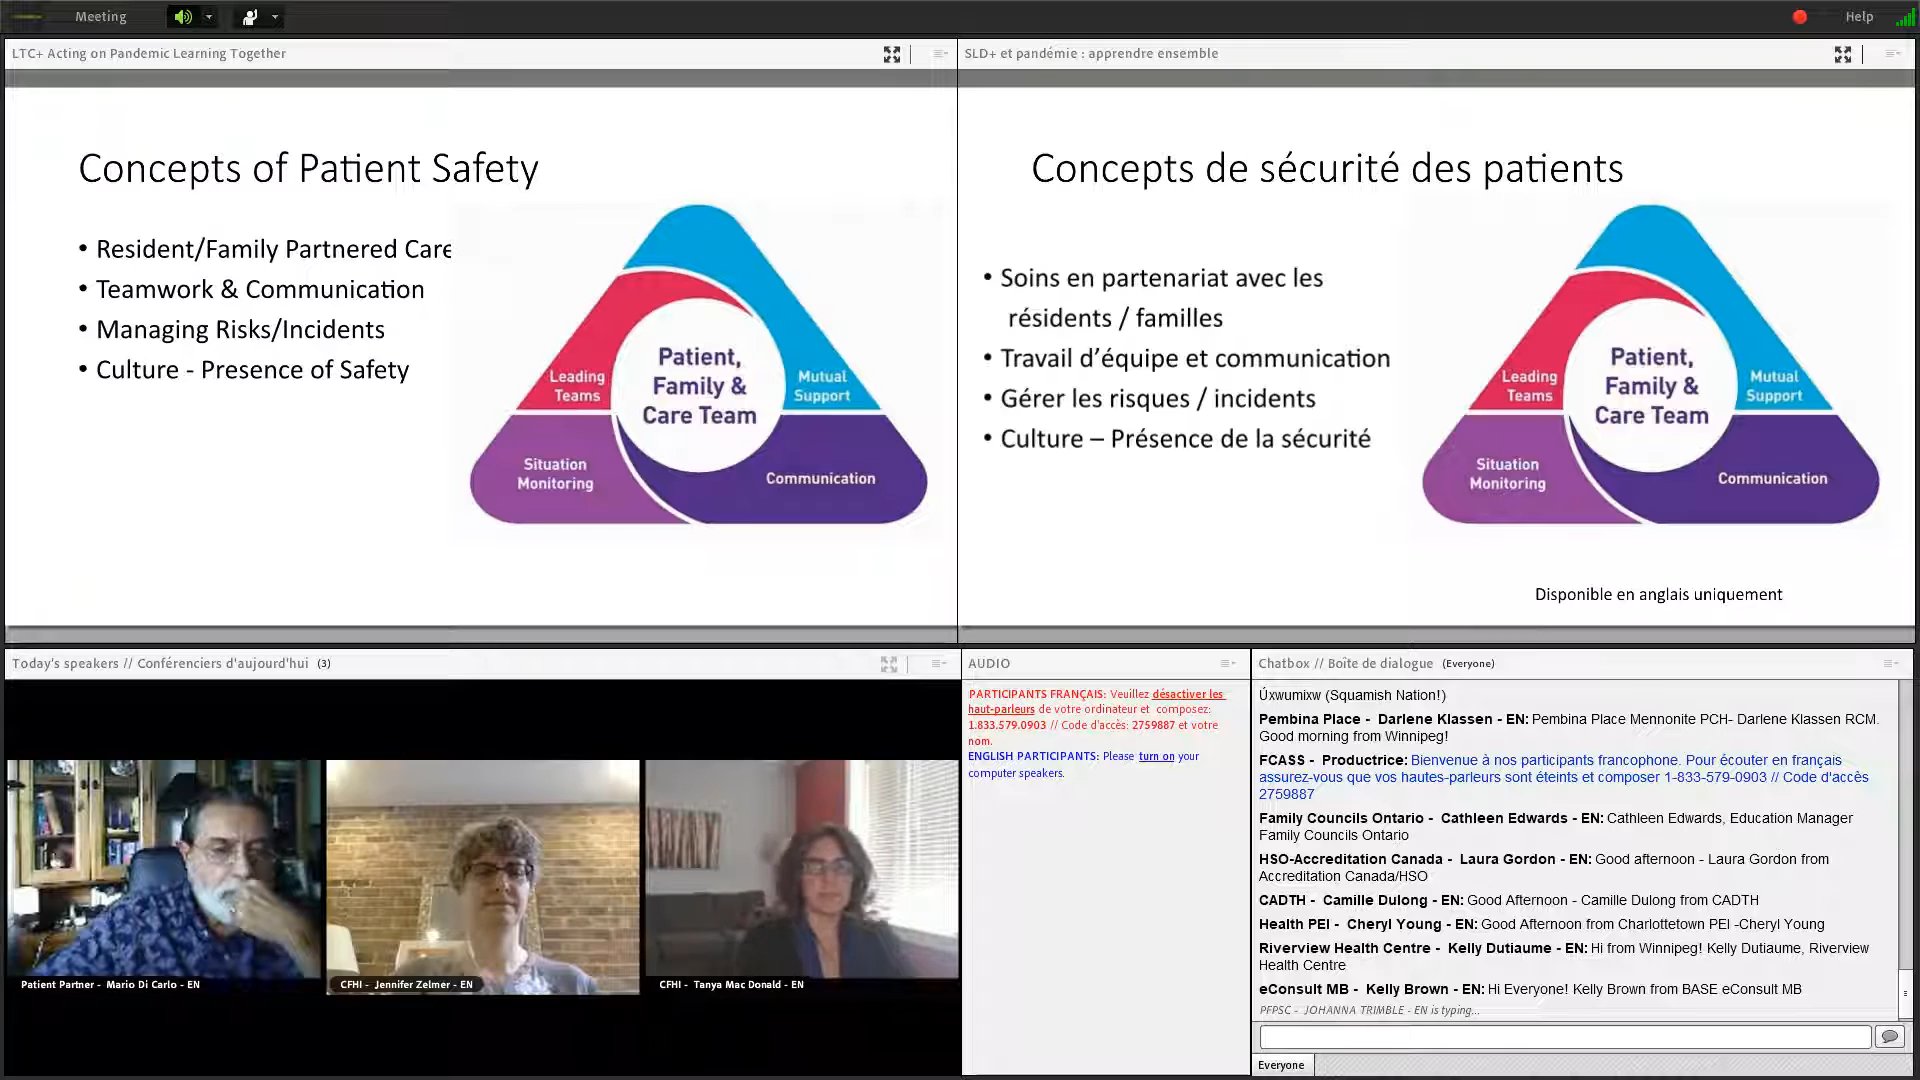 Meeting
Help
LTC+ Acting on Pandemic Learning Together
Concepts of Patient Safety
• Resident/Family Partnered Care
• Teamwork & Communication
• Managing Risks/Incidents
• Culture - Presence of Safety
Patient,
Family &
Care Team
Leading
Teams
Mutual
Support
Situation
Monitoring
Communication
SLD+ et pandémie : apprendre ensemble
Concepts de sécurité des patients
• Soins en partenariat avec les
résidents / familles
• Travail d’équipe et communication
• Gérer les risques / incidents
• Culture – Présence de la sécurité
Patient,
Family &
Care Team
Leading
Teams
Mutual
Support
Situation
Monitoring
Communication
Disponible en anglais uniquement
Today's speakers // Conférenciers d'aujourd'hui (3)
Patient Partner - Mario Di Carlo - EN
CFHI - Jennifer Zelmer - EN
CFHI - Tanya Mac Donald - EN
AUDIO
PARTICIPANTS FRANÇAIS: Veuillez désactiver les
haut-parleurs de votre ordinateur et composez:
1.833.579.0903 // Code d'accès: 2759887 et votre
nom.
ENGLISH PARTICIPANTS: Please turn on your
computer speakers.
Chatbox // Boîte de dialogue (Everyone)
Úxwumixw (Squamish Nation!)
Pembina Place - Darlene Klassen - EN: Pembina Place Mennonite PCH- Darlene Klassen RCM.
Good morning from Winnipeg!
FCASS - Productrice: Bienvenue à nos participants francophone. Pour écouter en français
assurez-vous que vos hautes-parleurs sont éteints et composer 1-833-579-0903 // Code d'accès
2759887
Family Councils Ontario - Cathleen Edwards - EN: Cathleen Edwards, Education Manager
Family Councils Ontario
HSO-Accreditation Canada - Laura Gordon - EN: Good afternoon - Laura Gordon from
Accreditation Canada/HSO
CADTH - Camille Dulong - EN: Good Afternoon - Camille Dulong from CADTH
Health PEI - Cheryl Young - EN: Good Afternoon from Charlottetown PEI -Cheryl Young
Riverview Health Centre - Kelly Dutiaume - EN: Hi from Winnipeg! Kelly Dutiaume, Riverview
Health Centre
eConsult MB - Kelly Brown - EN: Hi Everyone! Kelly Brown from BASE eConsult MB
PFPSC - JOHANNA TRIMBLE - EN is typing...
Everyone